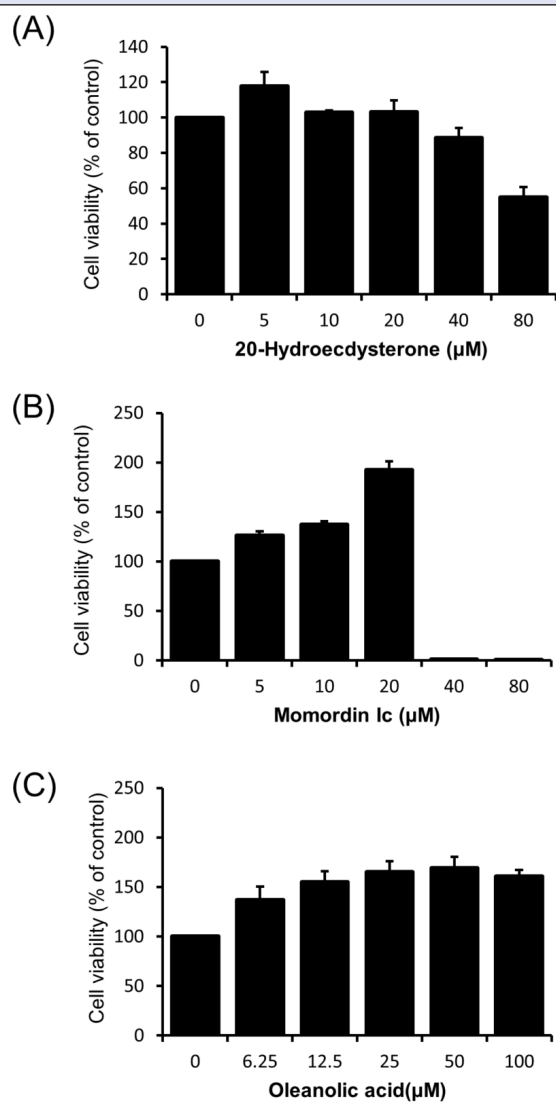 (A)
Cell viability (% of control)
140
120
100
80
60
40
20
0
0 5 10 20 40 80
20-Hydroecdysterone (µM)
(B)
Cell viability (% of control)
250
200
150
100
50
0
0 5 10 20 40 80
Momordin Ic (µM)
(C)
Cell viability (% of control)
250
200
150
100
50
0
0 6.25 12.5 25 50 100
Oleanolic acid(µM)